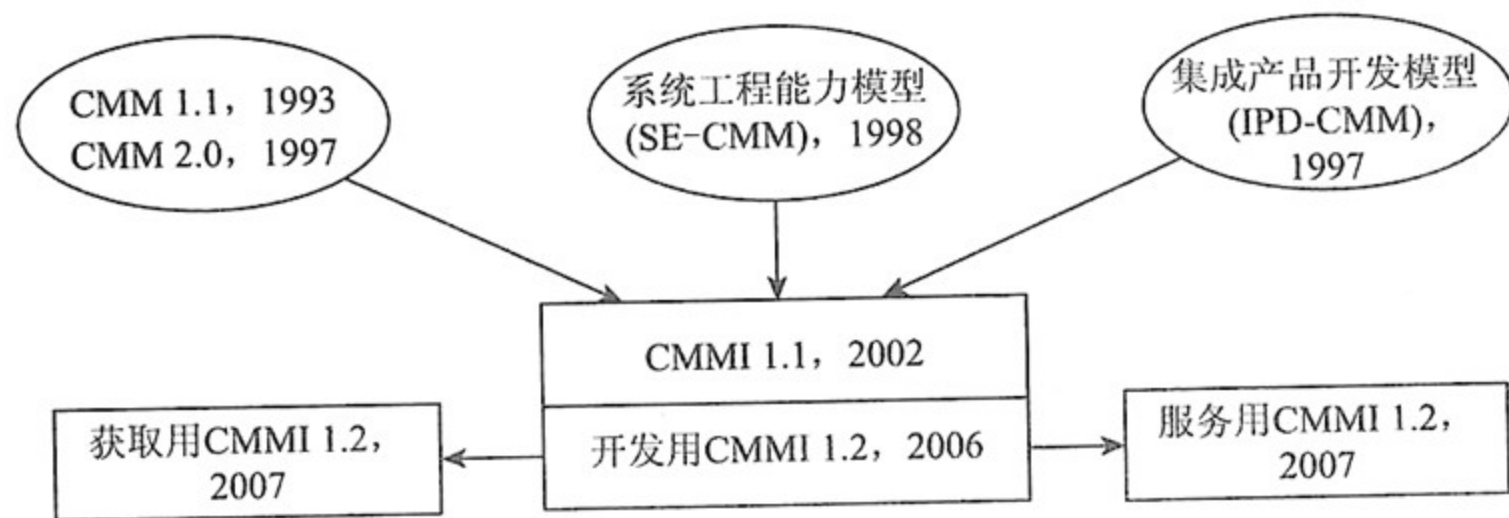 CMM 1.1，1993
CMM 2.0，1997
系统工程能力模型
(SE-CMM)，1998
集成产品开发模型
(IPD-CMM)，
1997
CMMI 1.1，2002
获取用CMMI 1.2，
2007
开发用CMMI 1.2，2006
服务用CMMI 1.2，
2007